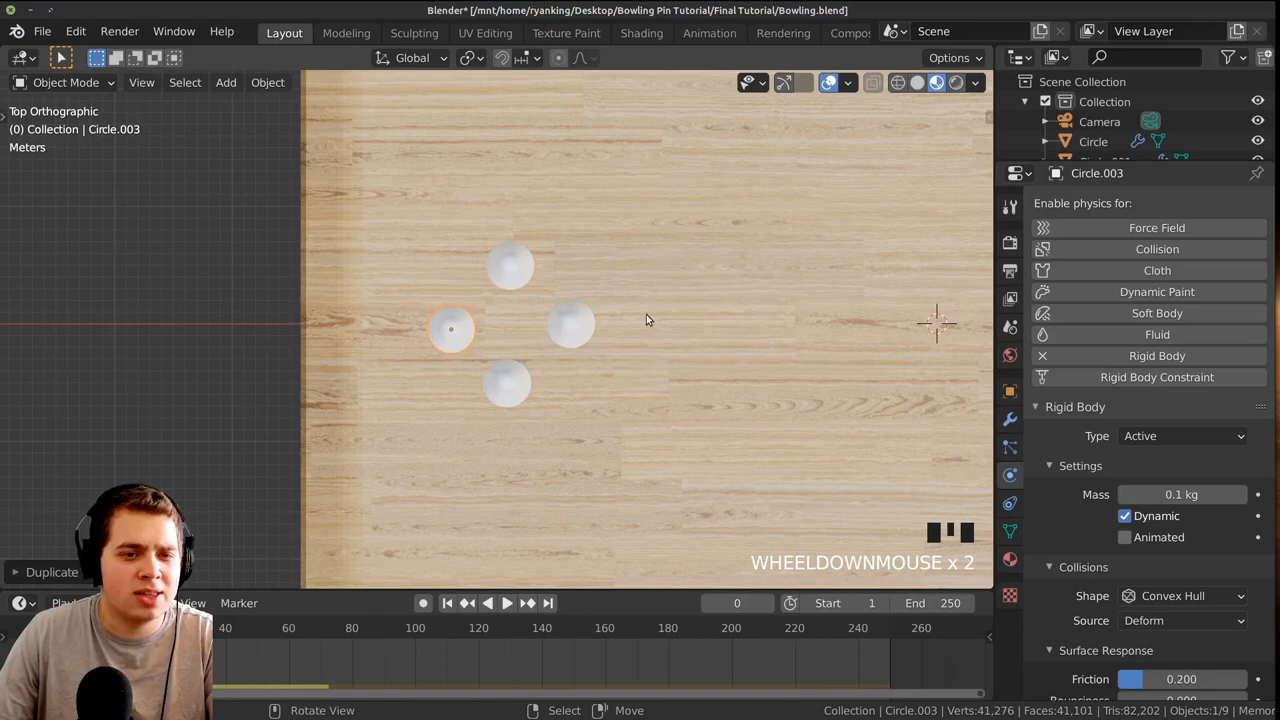 Blender* [/mnt/home/ryanking/Desktop/Bowling Pin Tutorial/Final Tutorial/Bowling.blend]
File Edit Render Window Help Layout Modeling Sculpting UV Editing Texture Paint Shading Animation Rendering Compos Scene View Layer
Global Options
Object Mode View Select Add Object
Top Orthographic
(0) Collection | Circle.003
Meters
Scene Collection
Collection
Camera
Circle
Circle.003
Enable physics for:
Force Field
Collision
Cloth
Dynamic Paint
Soft Body
Fluid
Rigid Body
Rigid Body Constraint
Rigid Body
Type Active
Settings
Mass 0.1 kg
Dynamic
Animated
Collisions
Shape Convex Hull
Source Deform
Surface Response
Friction 0.200
WHEELDOWNMOUSE x 2
Duplicate
View Marker 0 Start 1 End 250
40 60 80 100 120 140 160 180 200 220 240 260
Rotate View Select Move Collection | Circle.003 | Verts:41,276 | Faces:41,101 | Tris:82,202 | Objects:1/9 | Memor